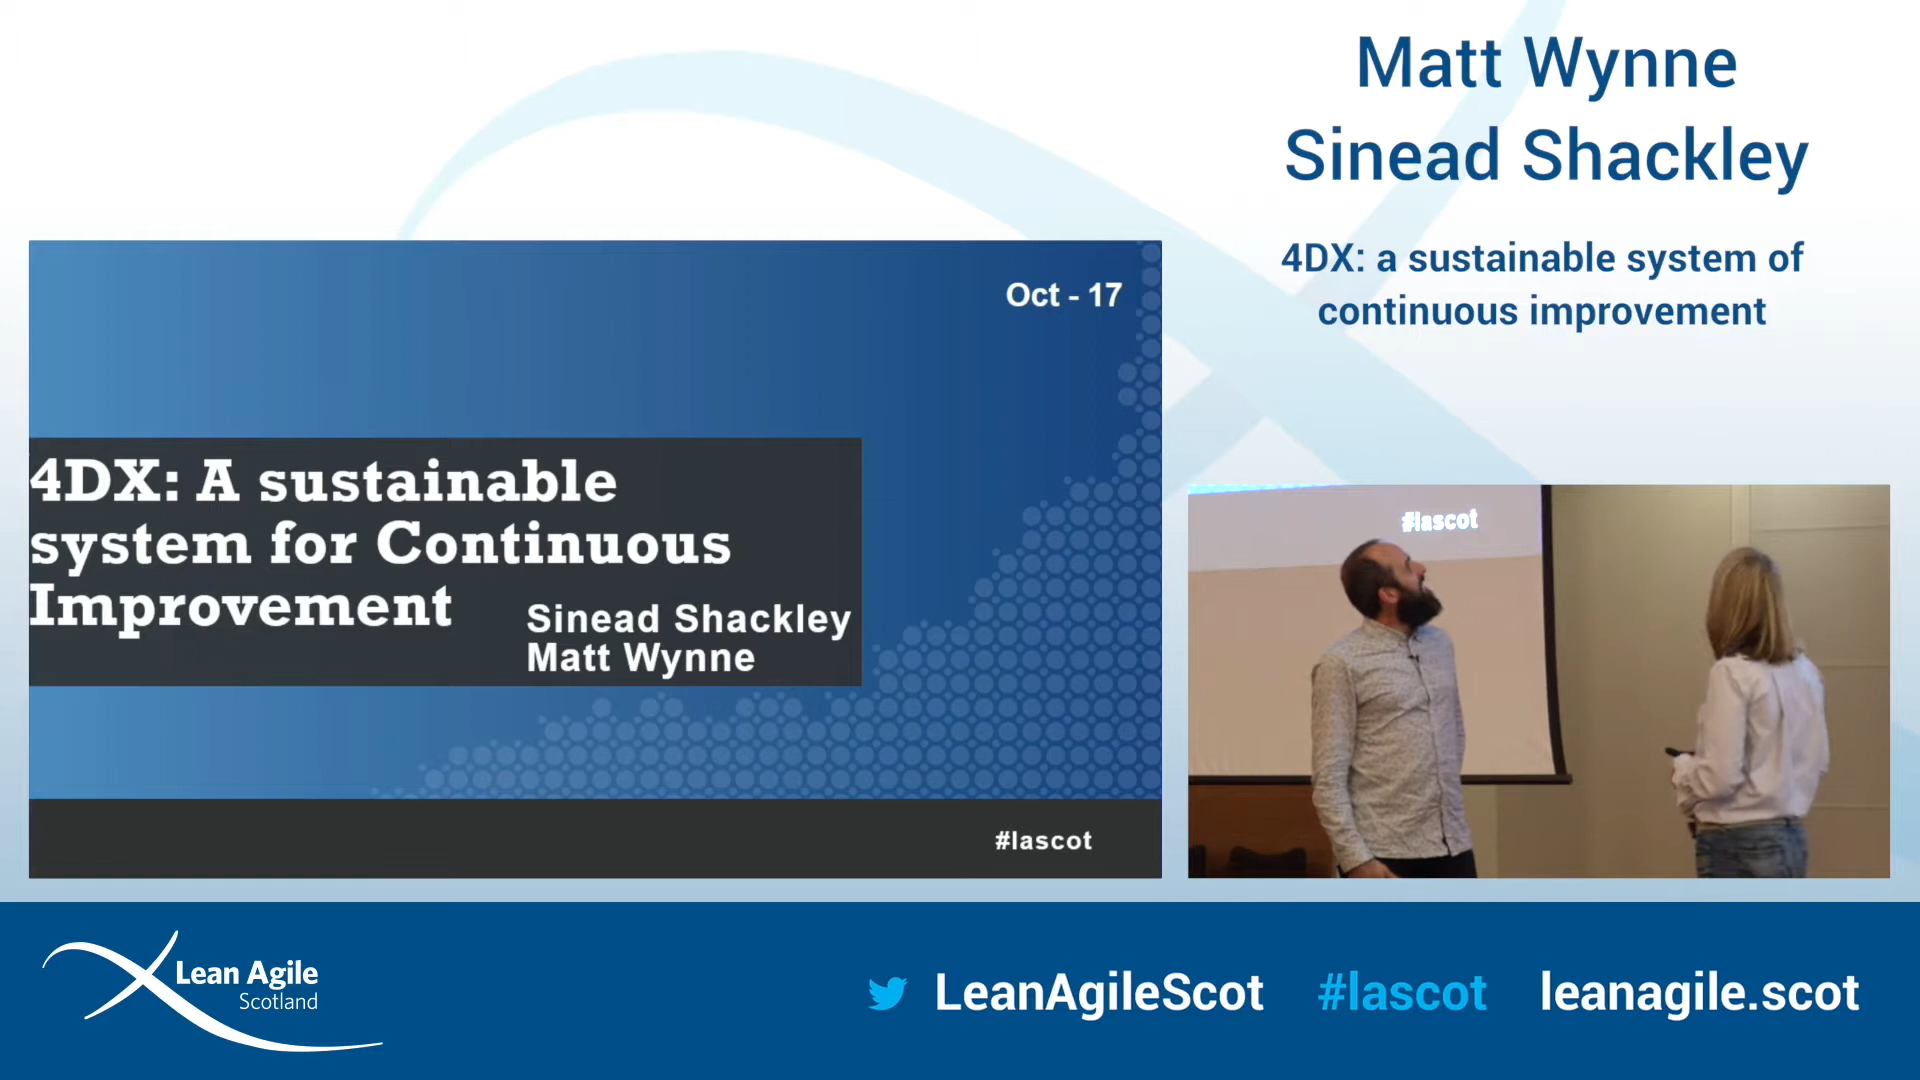 Matt Wynne
Sinead Shackley
4DX: a sustainable system of
continuous improvement
Oct - 17
4DX: A sustainable
system for Continuous
Improvement
Sinead Shackley
Matt Wynne
#lascot
#lascot
Lean Agile
Scotland
LeanAgileScot
#lascot
leanagile.scot